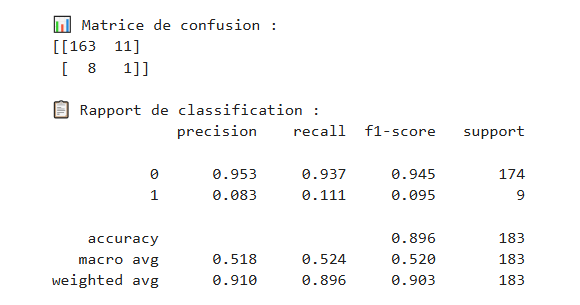 📊 Matrice de confusion :
[[163  11]
 [  8   1]]
📋 Rapport de classification :
precision    recall  f1-score   support
0      0.953     0.937     0.945       174
1      0.083     0.111     0.095         9
accuracy                          0.896       183
macro avg      0.518     0.524     0.520       183
weighted avg      0.910     0.896     0.903       183